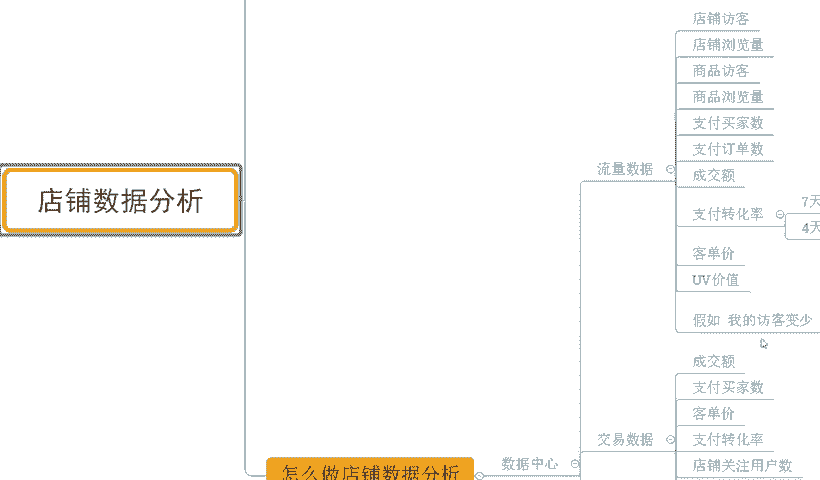 店铺访客
店铺浏览量
商品访客
商品浏览量
支付买家数
支付订单数
流量数据
成交额
支付转化率
7天
4天
店铺数据分析
客单价
UV价值
假如 我的访客变少
成交额
支付买家数
客单价
交易数据
支付转化率
店铺关注用户数
数据中心
怎么做店铺数据分析